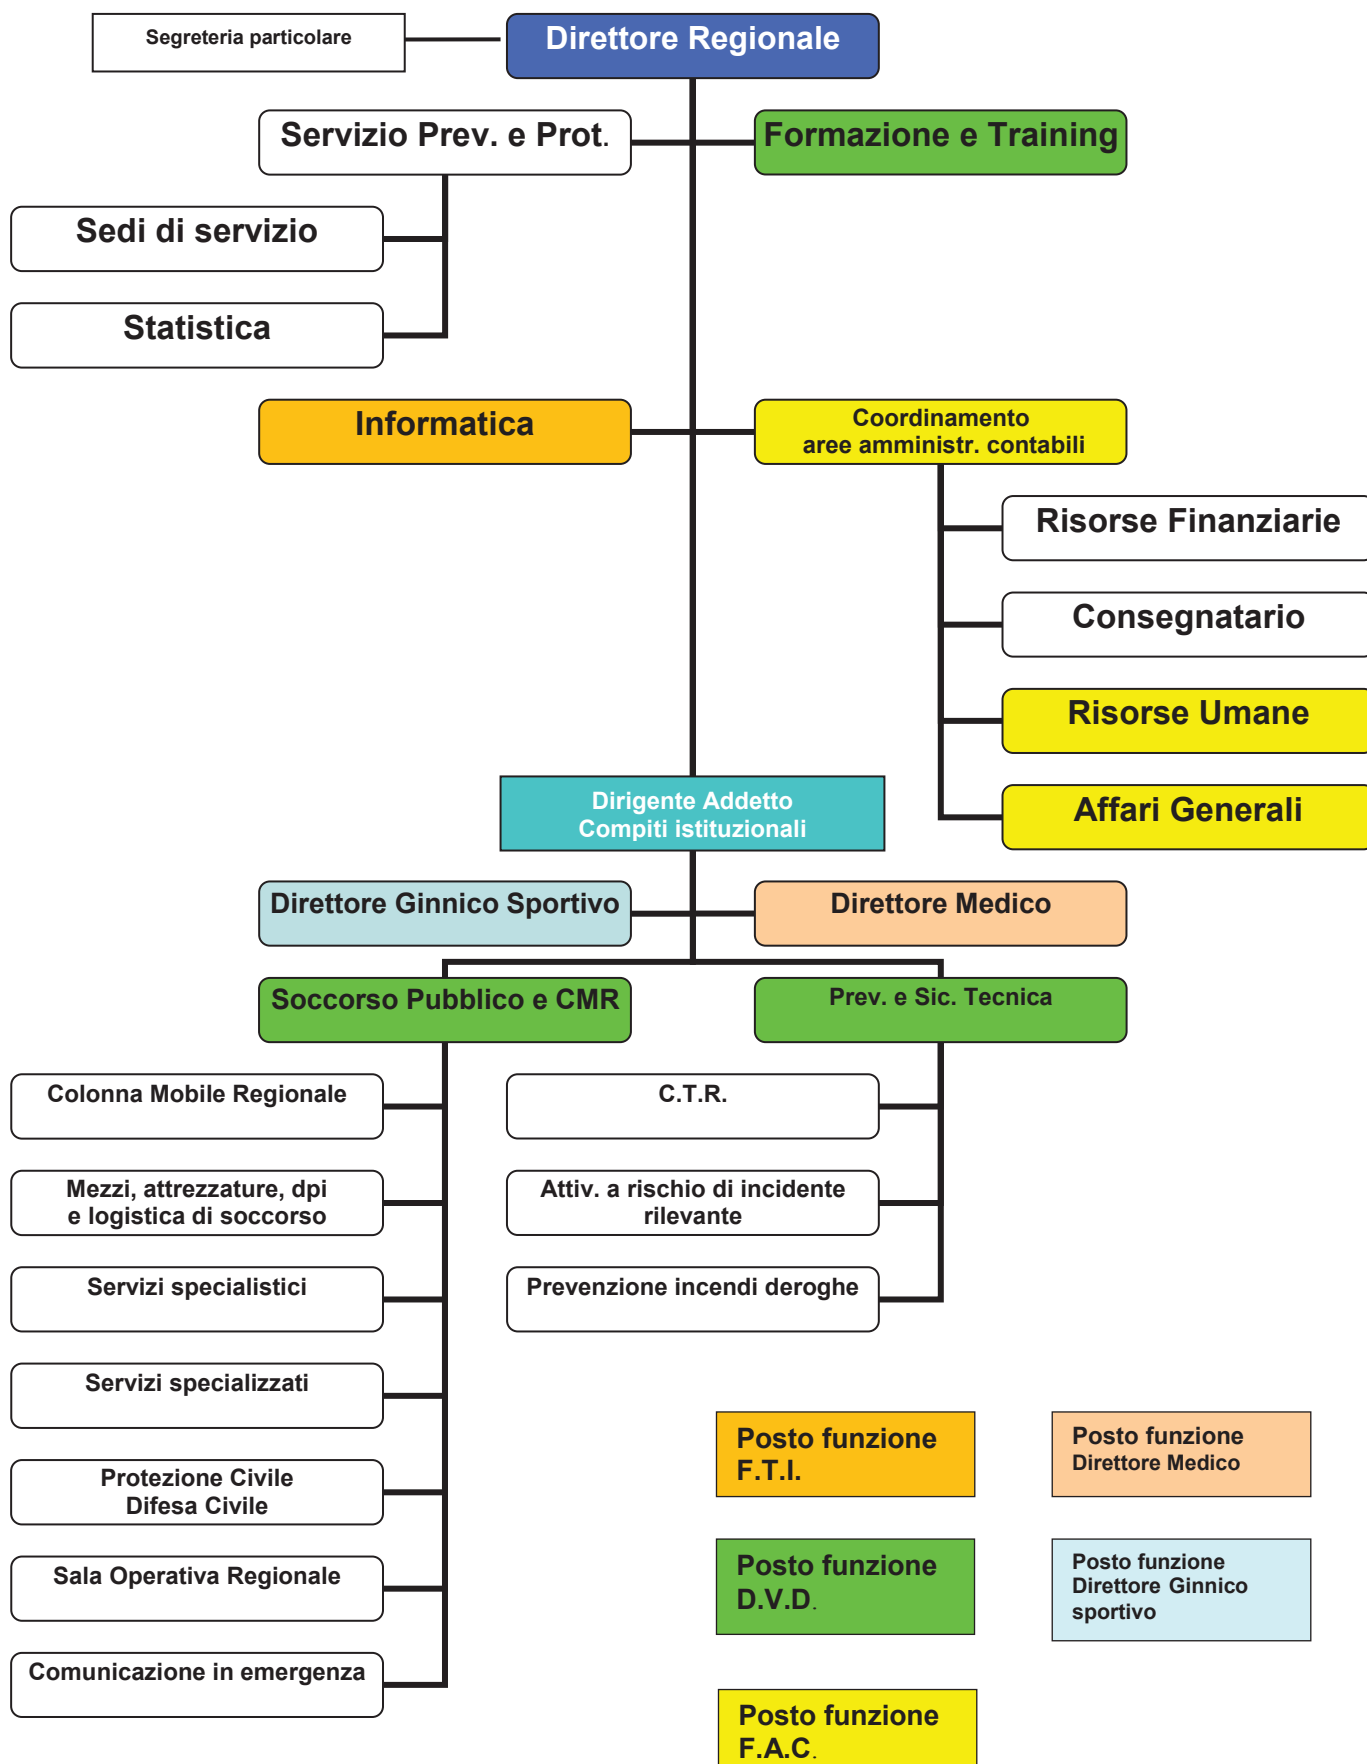 Segreteria particolare
Direttore Regionale
Servizio Prev. e Prot.
Formazione e Training
Sedi di servizio
Statistica
Informatica
Coordinamento
aree amministr. contabili
Risorse Finanziarie
Consegnatario
Risorse Umane
Affari Generali
Dirigente Addetto
Compiti istituzionali
Direttore Ginnico Sportivo
Direttore Medico
Soccorso Pubblico e CMR
Prev. e Sic. Tecnica
Colonna Mobile Regionale
Mezzi, attrezzature, dpi
e logistica di soccorso
Servizi specialistici
Servizi specializzati
Protezione Civile
Difesa Civile
Sala Operativa Regionale
Comunicazione in emergenza
C.T.R.
Attiv. a rischio di incidente
rilevante
Prevenzione incendi deroghe
Posto funzione
F.T.I.
Posto funzione
Direttore Medico
Posto funzione
D.V.D.
Posto funzione
Direttore Ginnico
sportivo
Posto funzione
F.A.C.